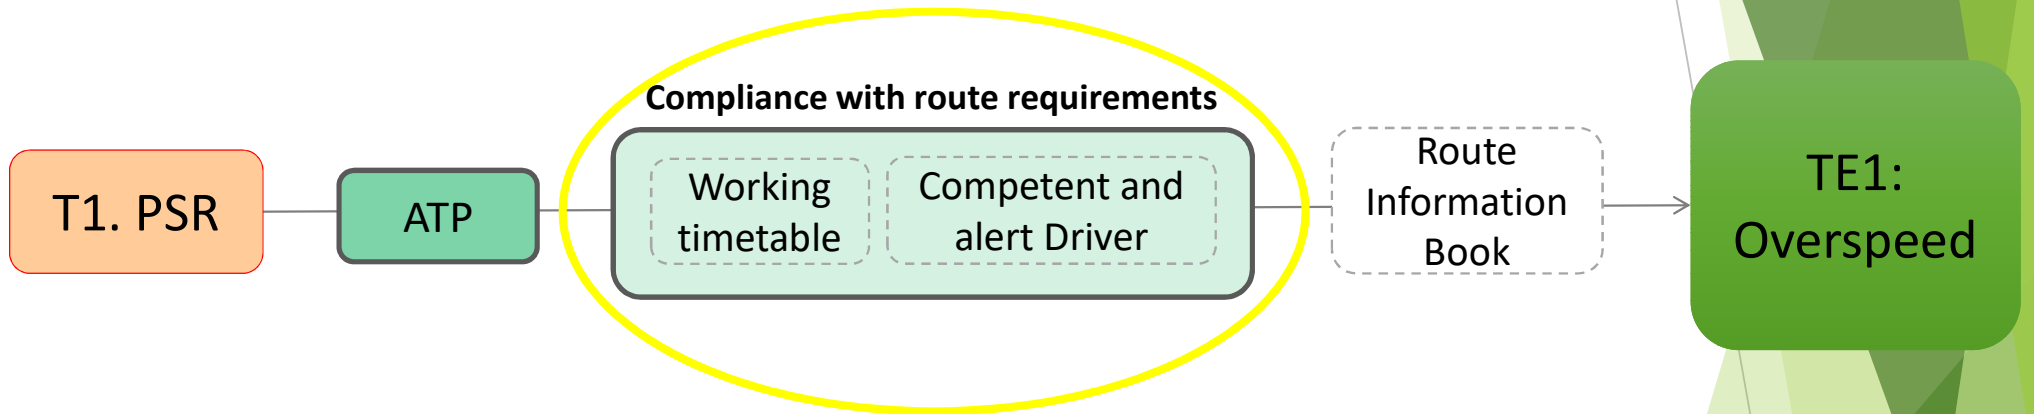 Compliance with route requirements
T1. PSR
ATP
Working
timetable
Competent and
alert Driver
Route
Information
Book
TE1:
Overspeed